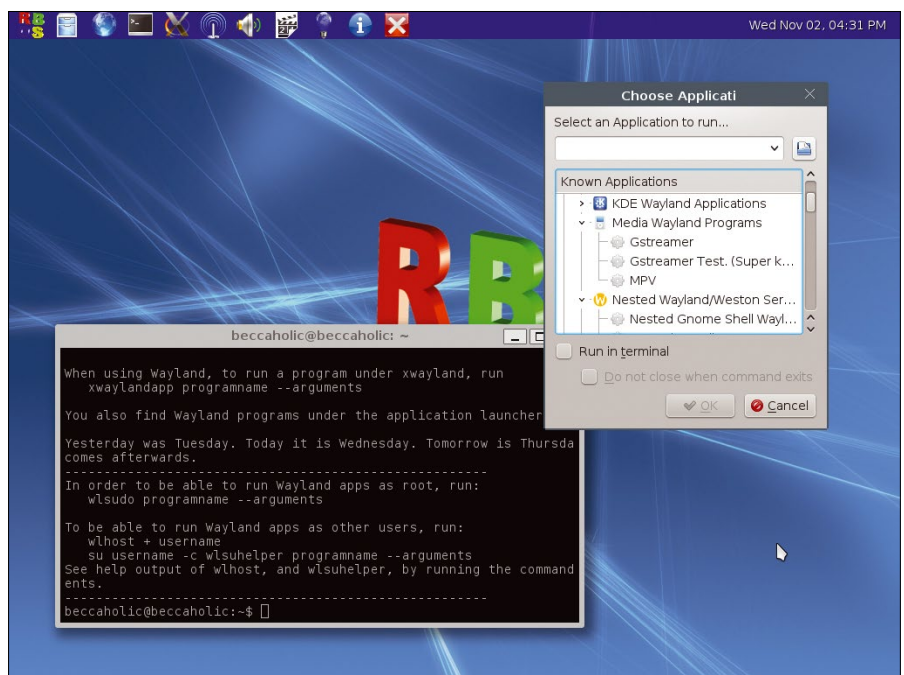 RB
S
Wed Nov 02, 04:31 PM
Choose Applicati
Select an Application to run...
Known Applications
KDE Wayland Applications
Media Wayland Programs
Gstreamer
Gstreamer Test. (Super k...
MPV
Nested Wayland/Weston Ser...
Nested Gnome Shell Wayl...
Run in terminal
Do not close when command exits
OK
Cancel
RB
beccaholic@beccaholic: ~
When using Wayland, to run a program under xwayland, run
xwaylandapp programname --arguments
You also find Wayland programs under the application launcher
Yesterday was Tuesday. Today it is Wednesday. Tomorrow is Thursda
comes afterwards.
-----------------------------------------------------
In order to be able to run Wayland apps as root, run:
wlsudo programname --arguments
To be able to run Wayland apps as other users, run:
wlhost + username
su username -c wlsuhelper programname --arguments
See help output of wlhost, and wlsuhelper, by running the command
ents.
-----------------------------------------------------
beccaholic@beccaholic:~$